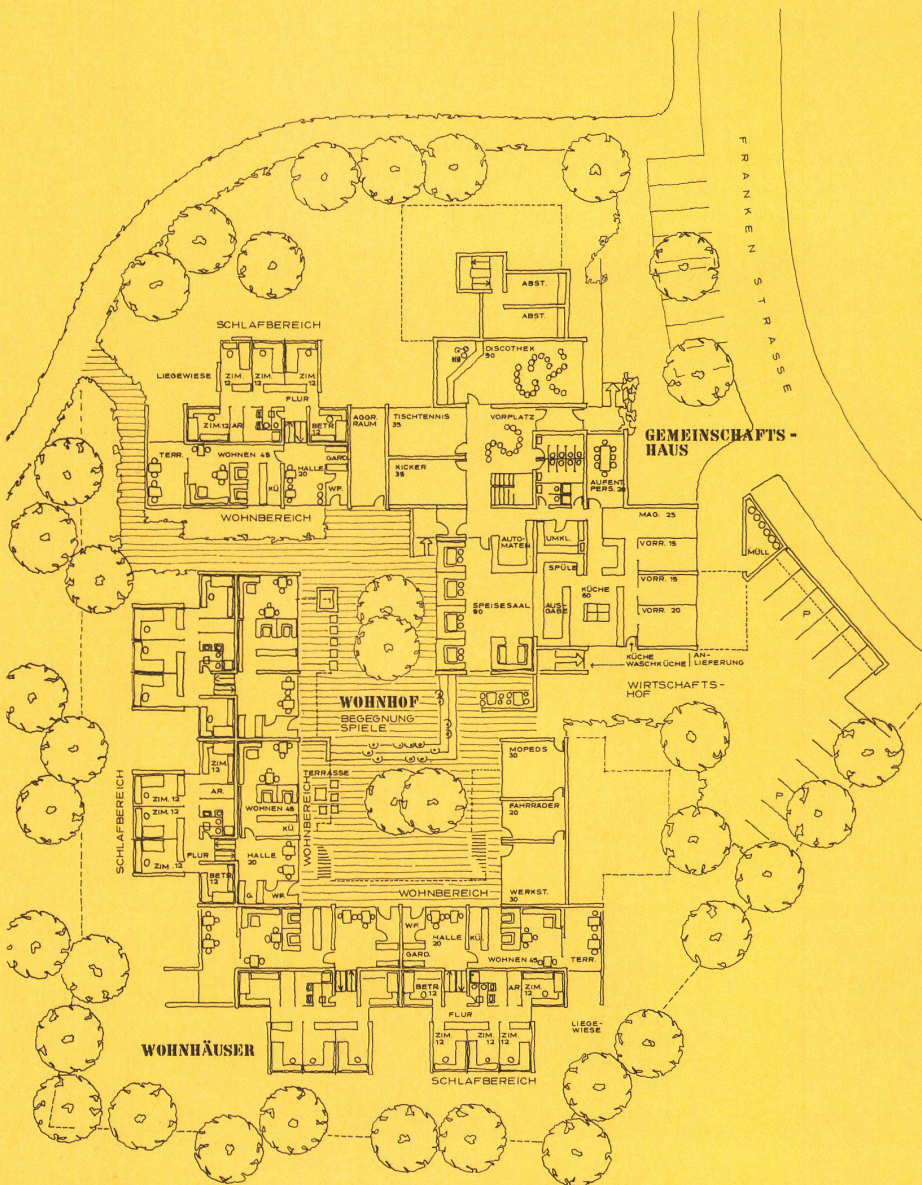 FRANKEN STRASSE
ABST.
ABST.
DISCOTHEK
90
SCHLAFBEREICH
LIEGEWIESE
ZIM.
12
ZIM.
12
ZIM.
12
FLUR
ZIM.12
AR.
BETR.
12
AGGR.
RAUM
TISCHTENNIS
35
VORPLATZ
GEMEINSCHAFTS-
HAUS
TERR.
WOHNEN 45
KÜ
HALLE
20
GARD.
WF.
KICKER
35
AUFENT.
PERS. 20
WOHNBEREICH
MAG. 25
AUTO-
MATEN
UMKL.
VORR. 15
MÜLL
SPÜLE
SPEISESAAL
90
AUS-
GABE
KÜCHE
60
VORR. 15
VORR. 20
P
KÜCHE
WASCHKÜCHE
AN-
LIEFERUNG
WIRTSCHAFTS-
HOF
WOHNHOF
BEGEGNUNG
SPIELE
MOPEDS
30
SCHLAFBEREICH
ZIM.
12
ZIM. 12
AR.
ZIM. 12
ZIM. 12
FLUR
BETR.
12
TERRASSE
WOHNEN 45
KÜ
HALLE
20
G.
WF.
WOHNBEREICH
FAHRRÄDER
20
P
WERKST.
30
WOHNBEREICH
WF.
HALLE
20
KÜ
GARD.
WOHNEN 45
TERR.
BETR.
12
AR.
ZIM.
12
FLUR
ZIM.
12
ZIM.
12
ZIM.
12
LIEGE-
WIESE
WOHNHÄUSER
SCHLAFBEREICH